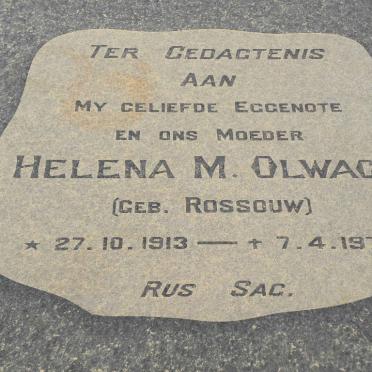 TER GEDAGTENIS
AAN
MY GELIEFDE EGGENOTE
EN ONS MOEDER
HELENA M. OLWAG
(GEB. ROSSOUW)
* 27.10.1913 — + 7.4.197
RUS SAG.